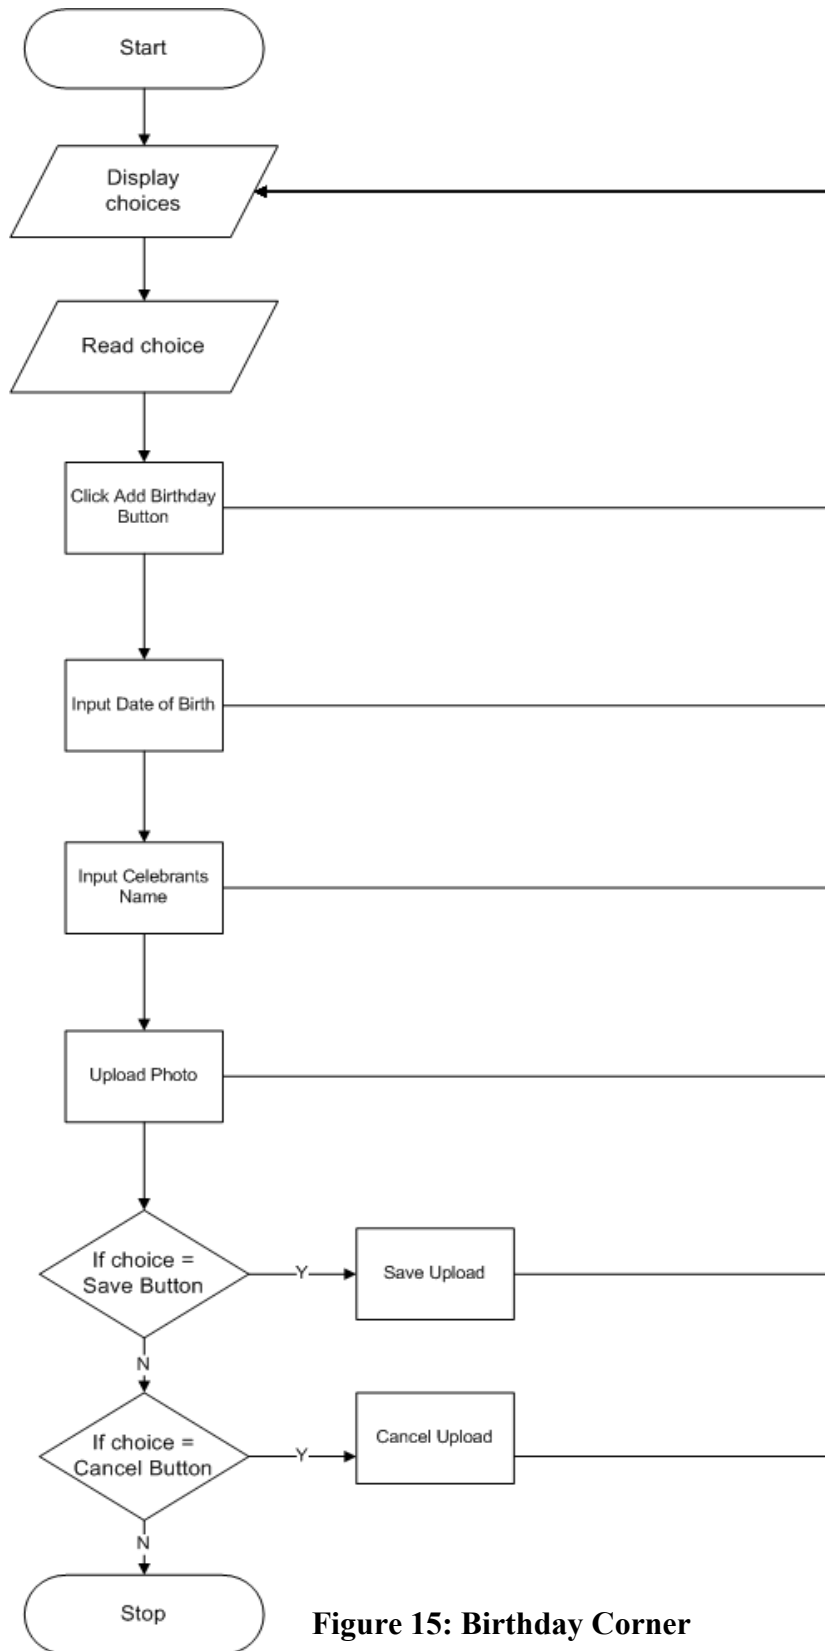 Start
Display
choices
Read choice
Click Add Birthday
Button
Input Date of Birth
Input Celebrants
Name
Upload Photo
If choice =
Save Button
Y
Save Upload
N
If choice =
Cancel Button
Y
Cancel Upload
N
Stop
Figure 15: Birthday Corner